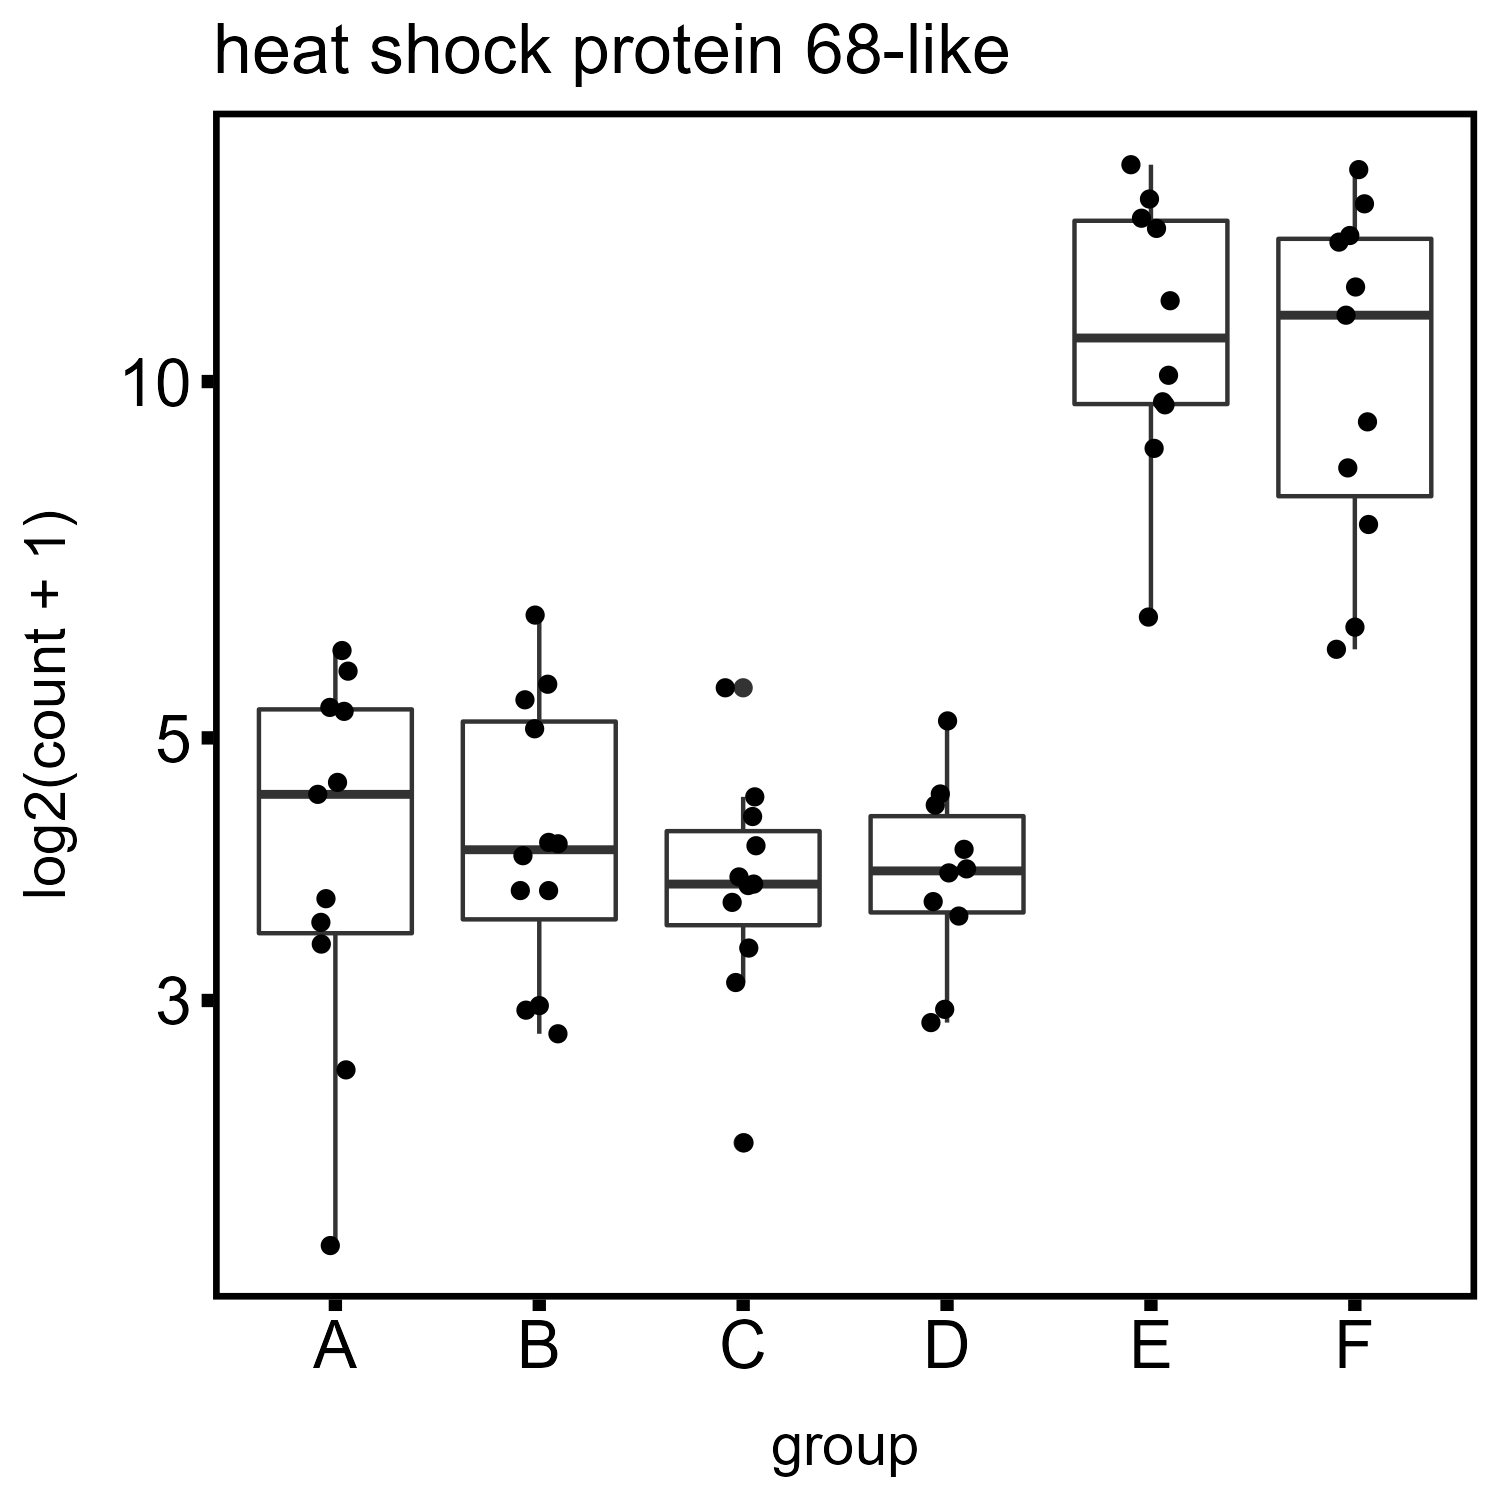 heat shock protein 68-like
log2(count + 1)
10
5
3
A B C D E F
group